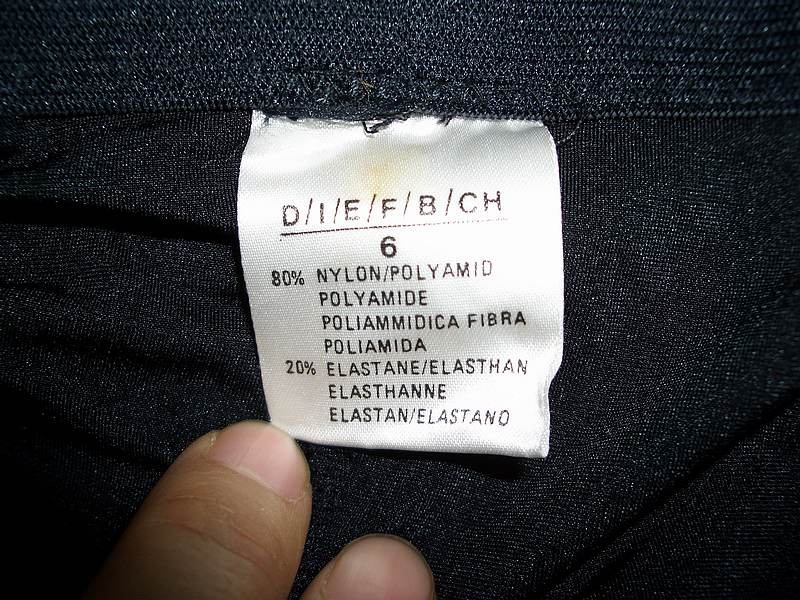 D/I/E/F/B/CH
6
80% NYLON/POLYAMID
POLYAMIDE
POLIAMMIDICA FIBRA
POLIAMIDA
20% ELASTANE/ELASTHAN
ELASTHANNE
ELASTAN/ELASTANO